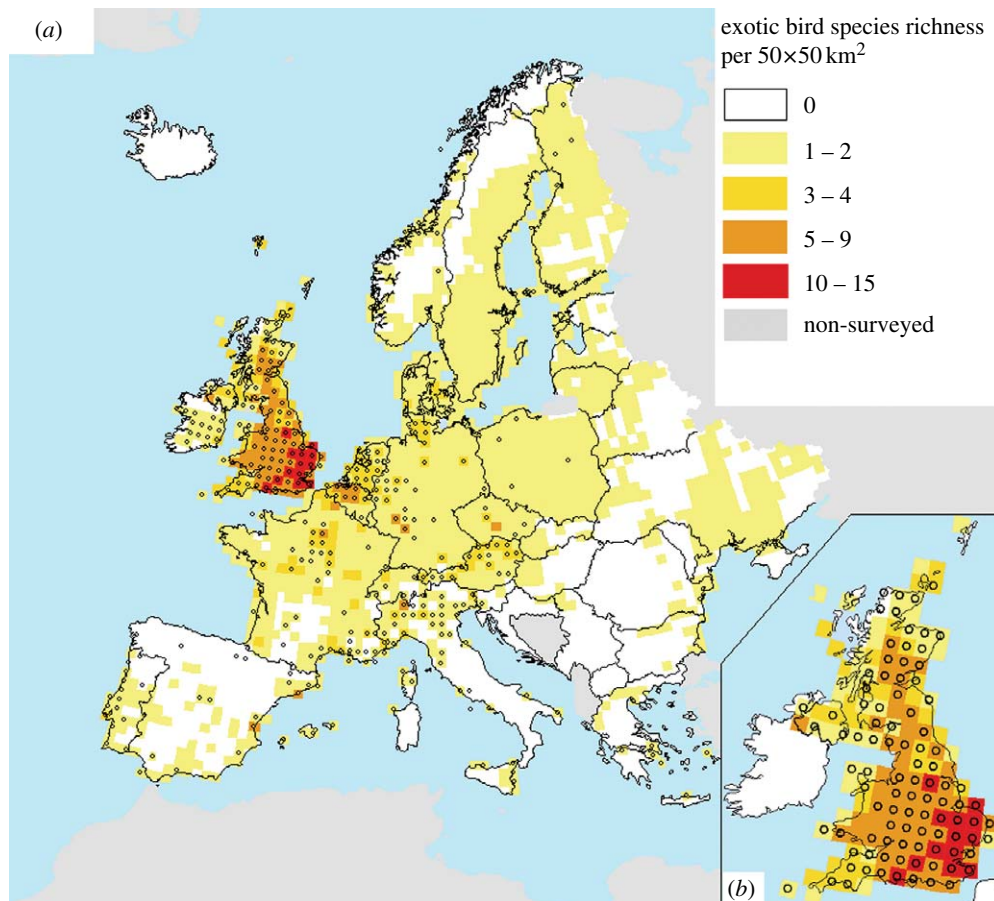 (a)
exotic bird species richness
per 50×50 km²
0
1 – 2
3 – 4
5 – 9
10 – 15
non-surveyed
(b)